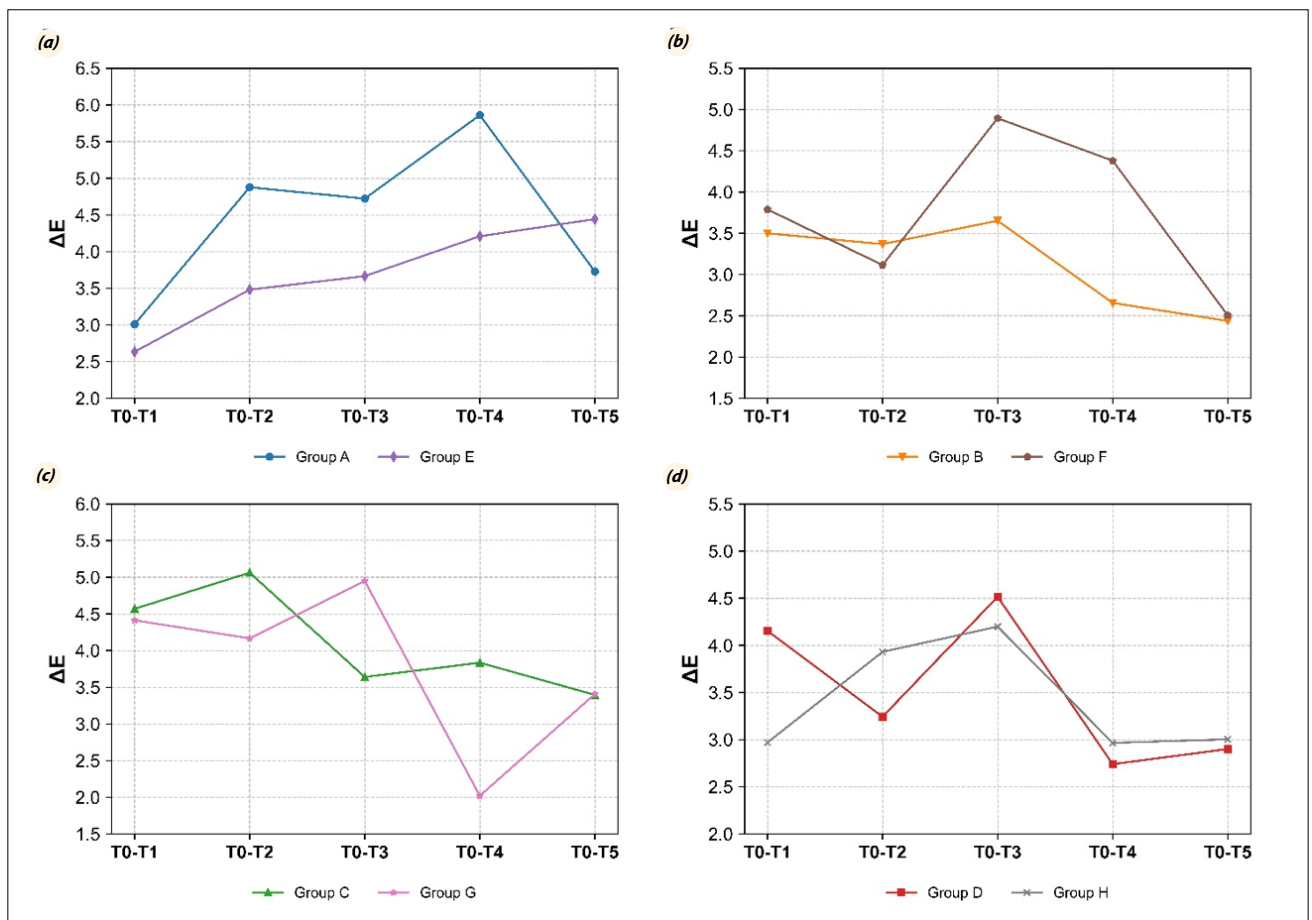 (a)
6.5
6.0
5.5
5.0
4.5
4.0
3.5
3.0
2.5
2.0
ΔE
T0-T1 T0-T2 T0-T3 T0-T4 T0-T5
Group A Group E
(b)
5.5
5.0
4.5
4.0
3.5
3.0
2.5
2.0
1.5
ΔE
T0-T1 T0-T2 T0-T3 T0-T4 T0-T5
Group B Group F
(c)
6.0
5.5
5.0
4.5
4.0
3.5
3.0
2.5
2.0
1.5
ΔE
T0-T1 T0-T2 T0-T3 T0-T4 T0-T5
Group C Group G
(d)
5.5
5.0
4.5
4.0
3.5
3.0
2.5
2.0
ΔE
T0-T1 T0-T2 T0-T3 T0-T4 T0-T5
Group D Group H